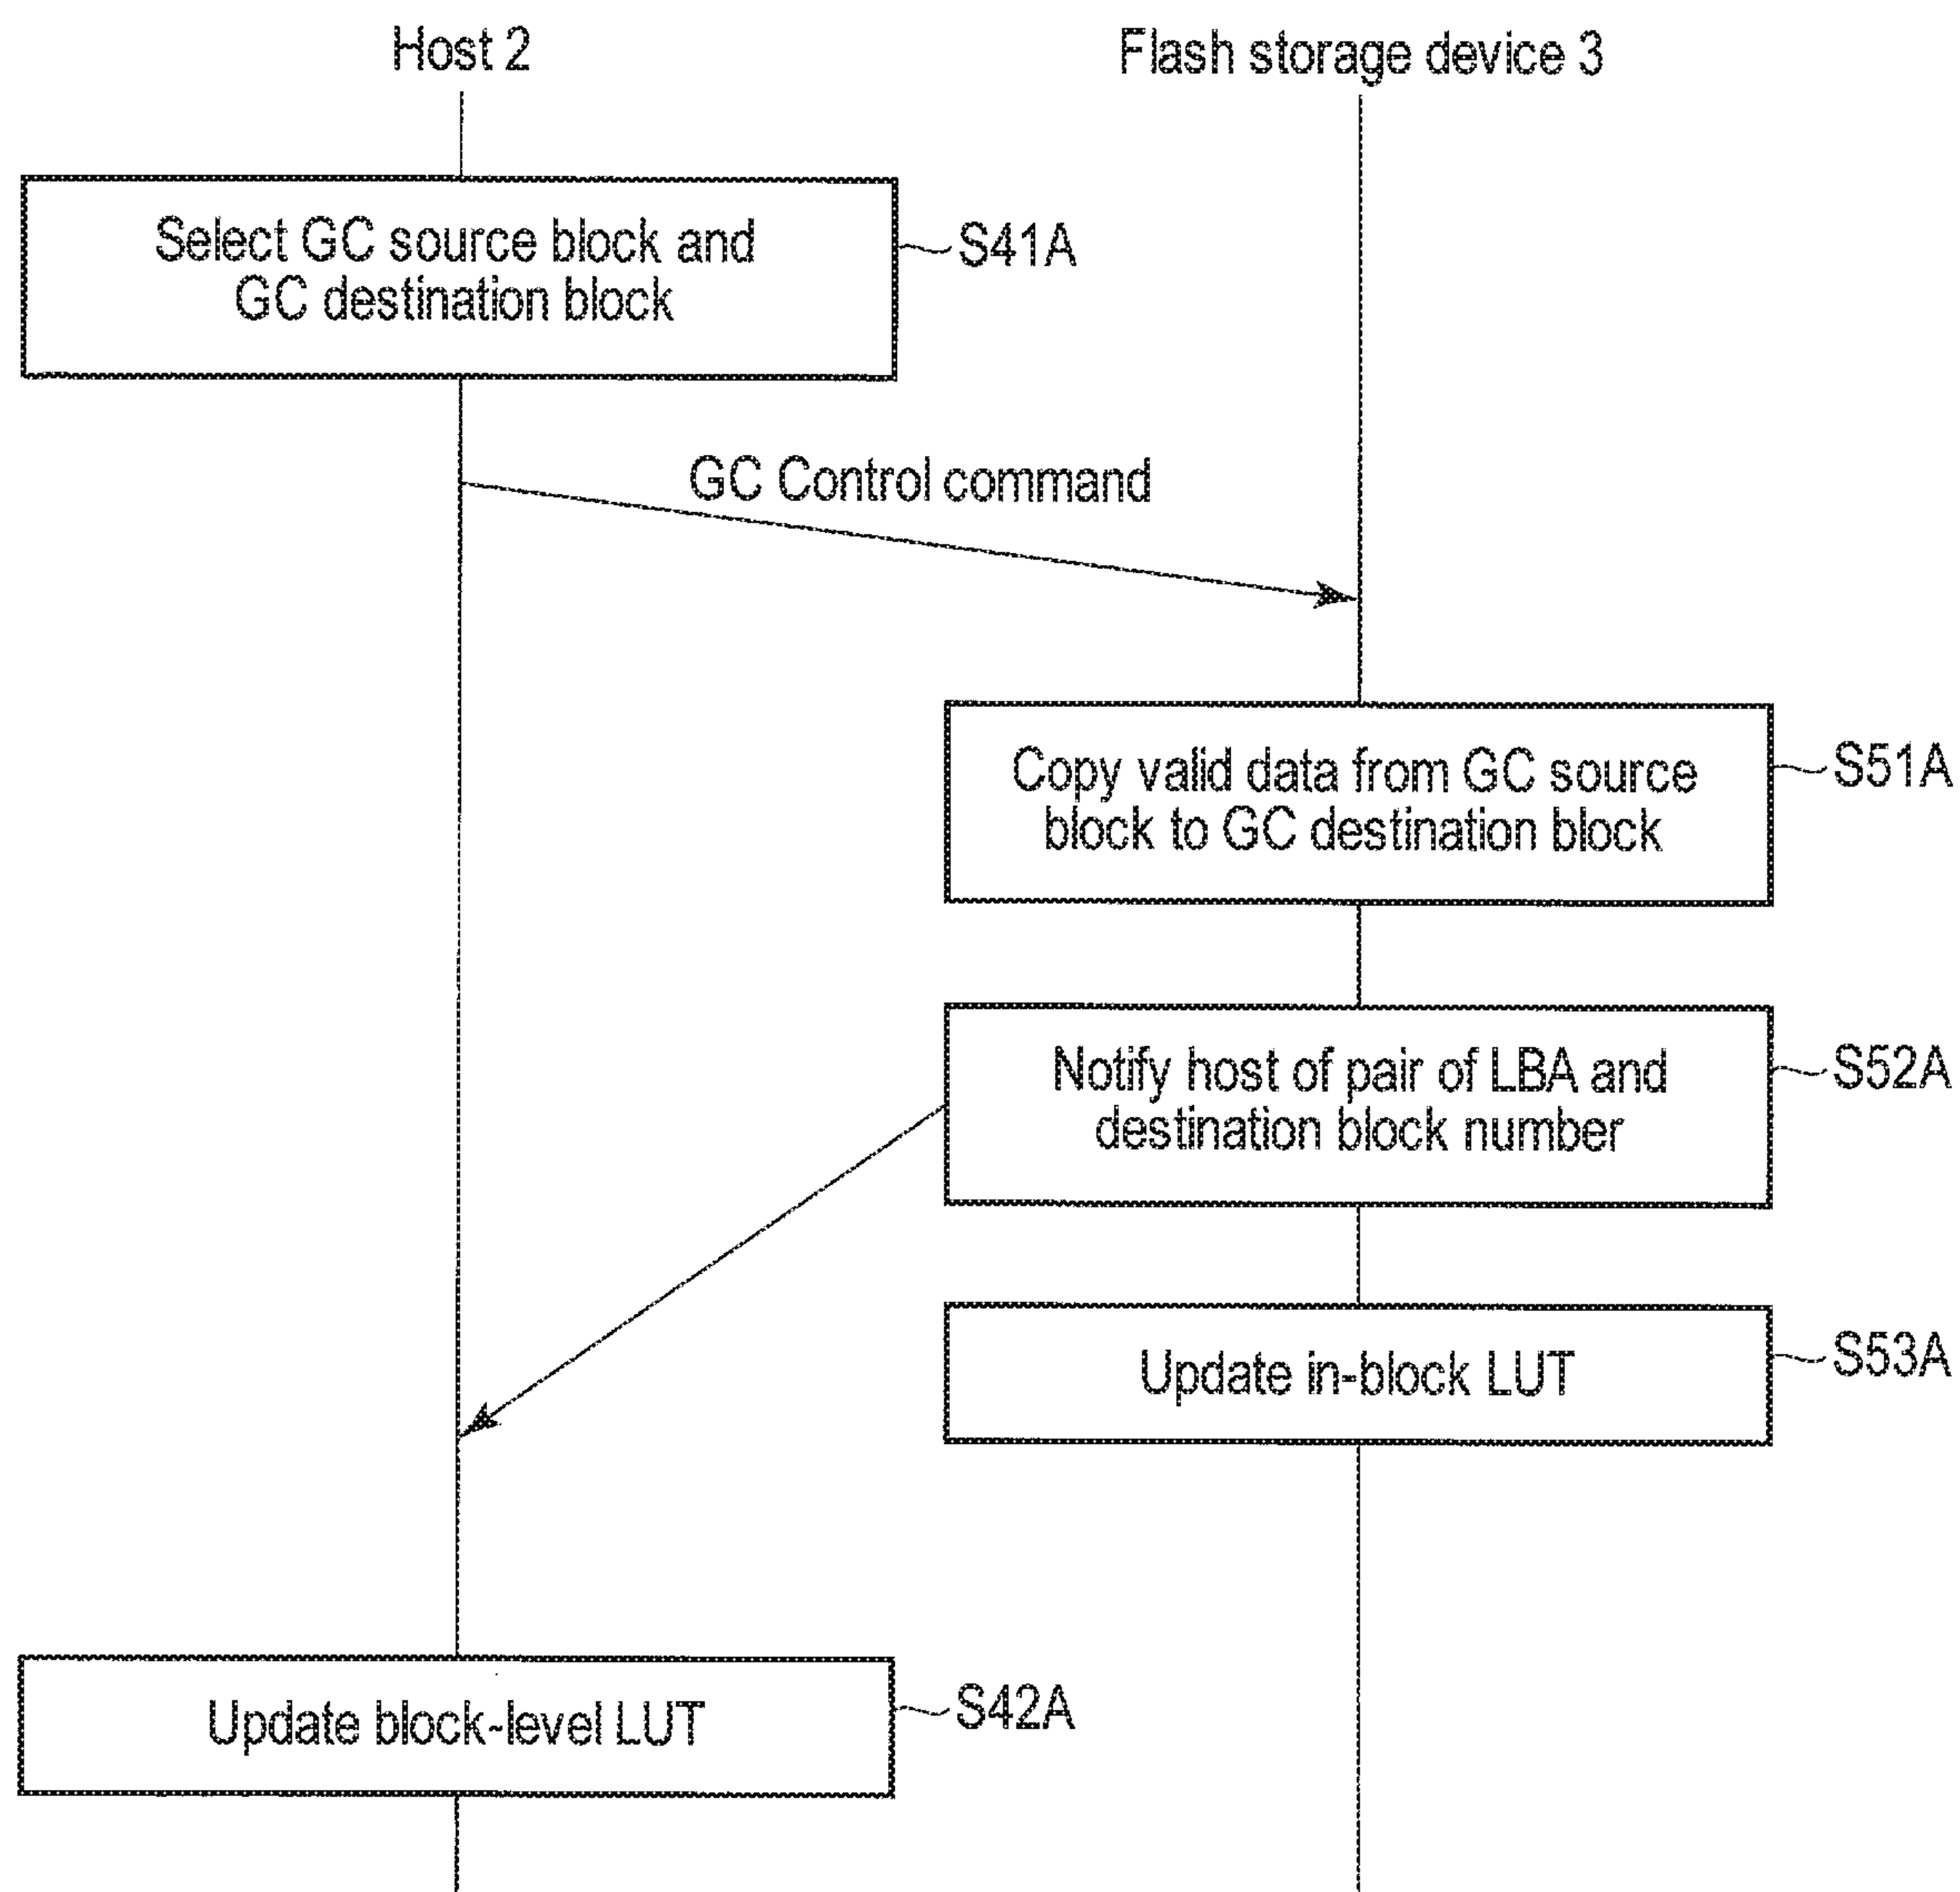 Host 2
Flash storage device 3
Select GC source block and
GC destination block
S41A
GC Control command
Copy valid data from GC source
block to GC destination block
S51A
Notify host of pair of LBA and
destination block number
S52A
Update in-block LUT
S53A
Update block-level LUT
S42A